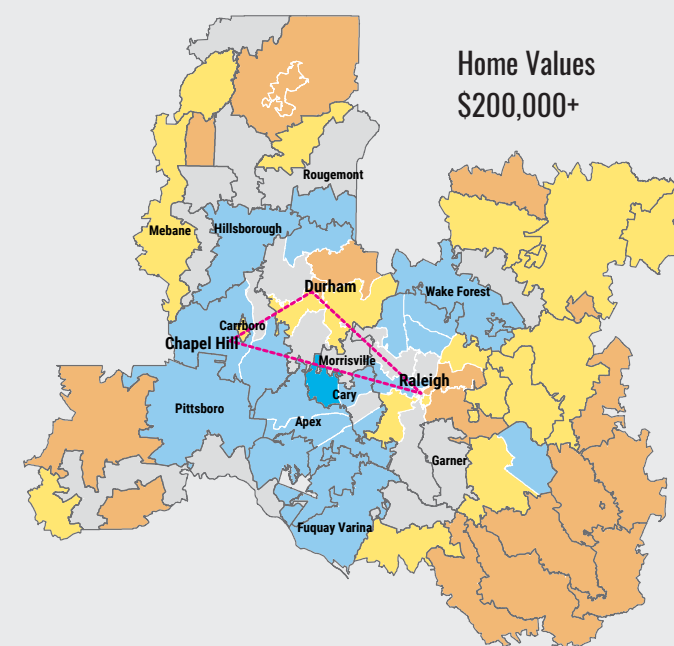 Home Values
$200,000+
Rougemont
Mebane
Hillsborough
Durham
Wake Forest
Carrboro
Chapel Hill
Morrisville
Raleigh
Cary
Pittsboro
Apex
Garner
Fuquay Varina